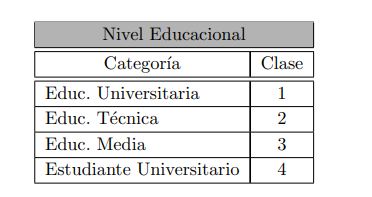 Nivel Educacional
Categoría Clase
Educ. Universitaria 1
Educ. Técnica 2
Educ. Media 3
Estudiante Universitario 4